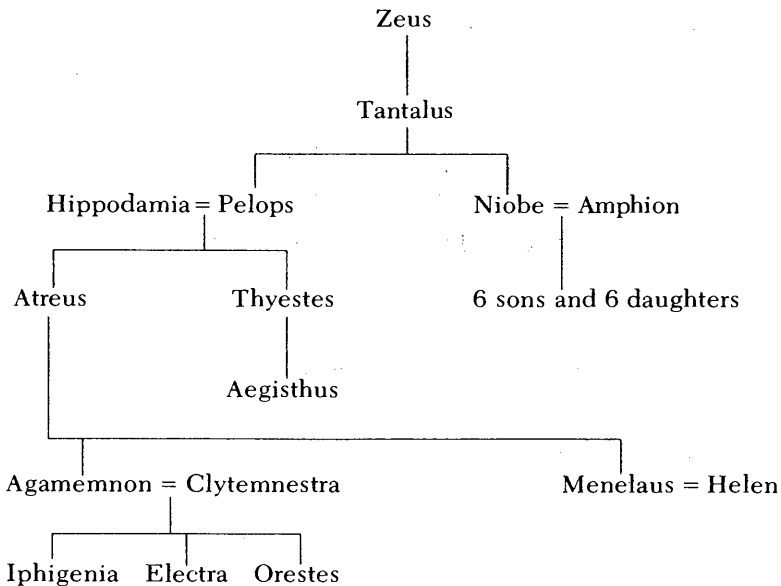 Zeus
Tantalus
Hippodamia = Pelops Niobe = Amphion
Atreus Thyestes 6 sons and 6 daughters
Aegisthus
Agamemnon = Clytemnestra Menelaus = Helen
Iphigenia Electra Orestes